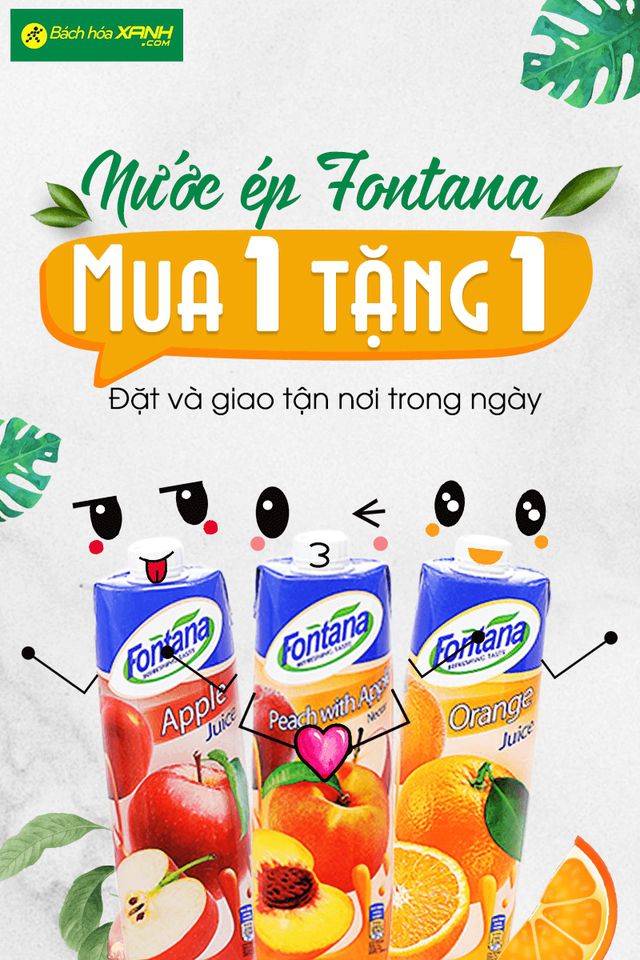 Bách hóa XANH
.COM
Nước ép Fontana
MUA 1 TẶNG 1
Đặt và giao tận nơi trong ngày
3
Fontana
REFRESHING TASTE
Apple
Juice
Fontana
REFRESHING TASTE
Peach with Apple
Nectar
Fontana
REFRESHING TASTE
Orange
Juice